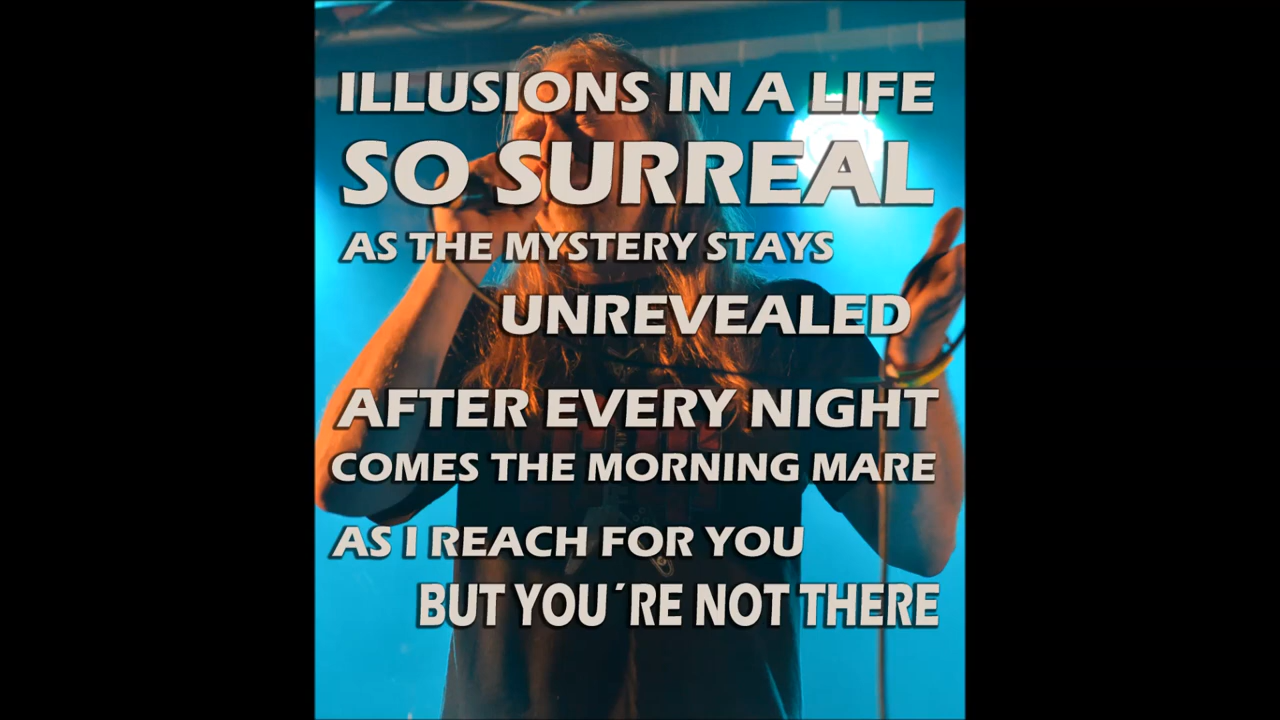 ILLUSIONS IN A LIFE
SO SURREAL
AS THE MYSTERY STAYS
UNREVEALED
AFTER EVERY NIGHT
COMES THE MORNING MARE
AS I REACH FOR YOU
BUT YOU´RE NOT THERE